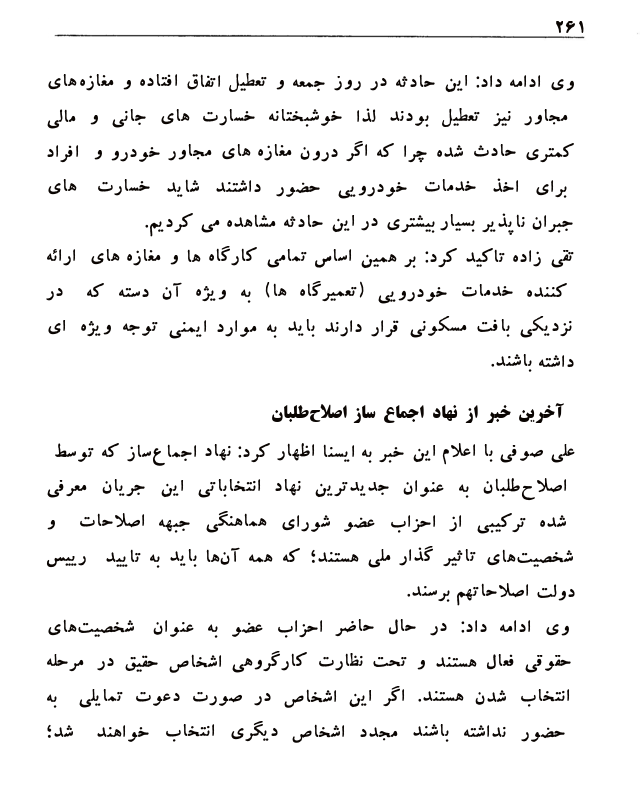 ۲۶۱
وی ادامه داد: این حادثه در روز جمعه و تعطیل اتفاق افتاده و مغازه‌های
مجاور نیز تعطیل بودند لذا خوشبختانه خسارت های جانی و مالی
کمتری حادث شده چرا که اگر درون مغازه های مجاور خودرو و افراد
برای اخذ خدمات خودرویی حضور داشتند شاید خسارت های
جبران ناپذیر بسیار بیشتری در این حادثه مشاهده می کردیم.
تقی زاده تاکید کرد: بر همین اساس تمامی کارگاه ها و مغازه های ارائه
کننده خدمات خودرویی (تعمیرگاه ها) به ویژه آن دسته که در
نزدیکی بافت مسکونی قرار دارند باید به موارد ایمنی توجه ویژه ای
داشته باشند.
آخرین خبر از نهاد اجماع ساز اصلاح‌طلبان
علی صوفی با اعلام این خبر به ایسنا اظهار کرد: نهاد اجماع‌ساز که توسط
اصلاح‌طلبان به عنوان جدیدترین نهاد انتخاباتی این جریان معرفی
شده ترکیبی از احزاب عضو شورای هماهنگی جبهه اصلاحات و
شخصیت‌های تاثیر گذار ملی هستند؛ که همه آن‌ها باید به تایید رییس
دولت اصلاحاتهم برسند.
وی ادامه داد: در حال حاضر احزاب عضو به عنوان شخصیت‌های
حقوقی فعال هستند و تحت نظارت کارگروهی اشخاص حقیق در مرحله
انتخاب شدن هستند. اگر این اشخاص در صورت دعوت تمایلی به
حضور نداشته باشند مجدد اشخاص دیگری انتخاب خواهند شد؛